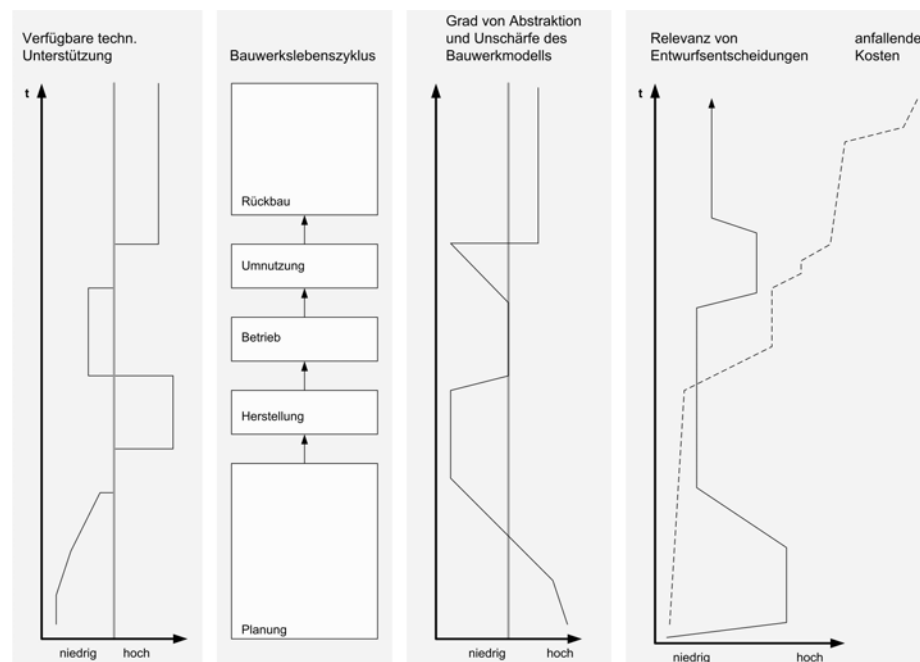 Verfügbare techn.
Unterstützung
t
niedrig hoch
Bauwerkslebenszyklus
Rückbau
Umnutzung
Betrieb
Herstellung
Planung
Grad von Abstraktion
und Unschärfe des
Bauwerkmodells
niedrig hoch
Relevanz von
Entwurfsentscheidungen
anfallende
Kosten
t
niedrig hoch